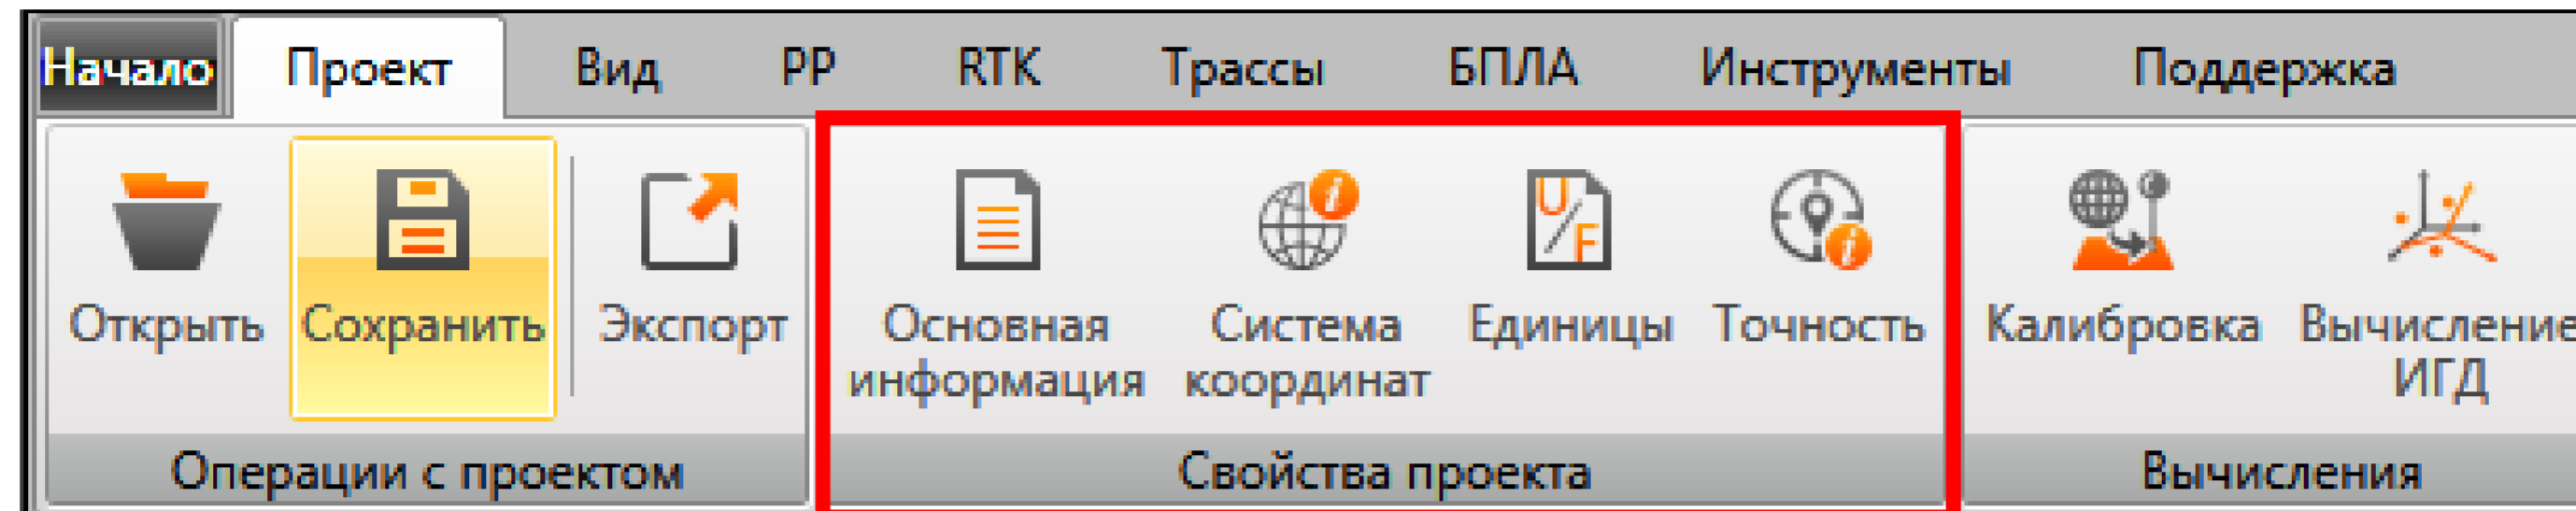 Начало Проект Вид PP RTK Трассы БПЛА Инструменты Поддержка
Открыть Сохранить Экспорт Основная информация Система координат U/F Единицы Точность Калибровка Вычисление ИГД
Операции с проектом Свойства проекта Вычисления